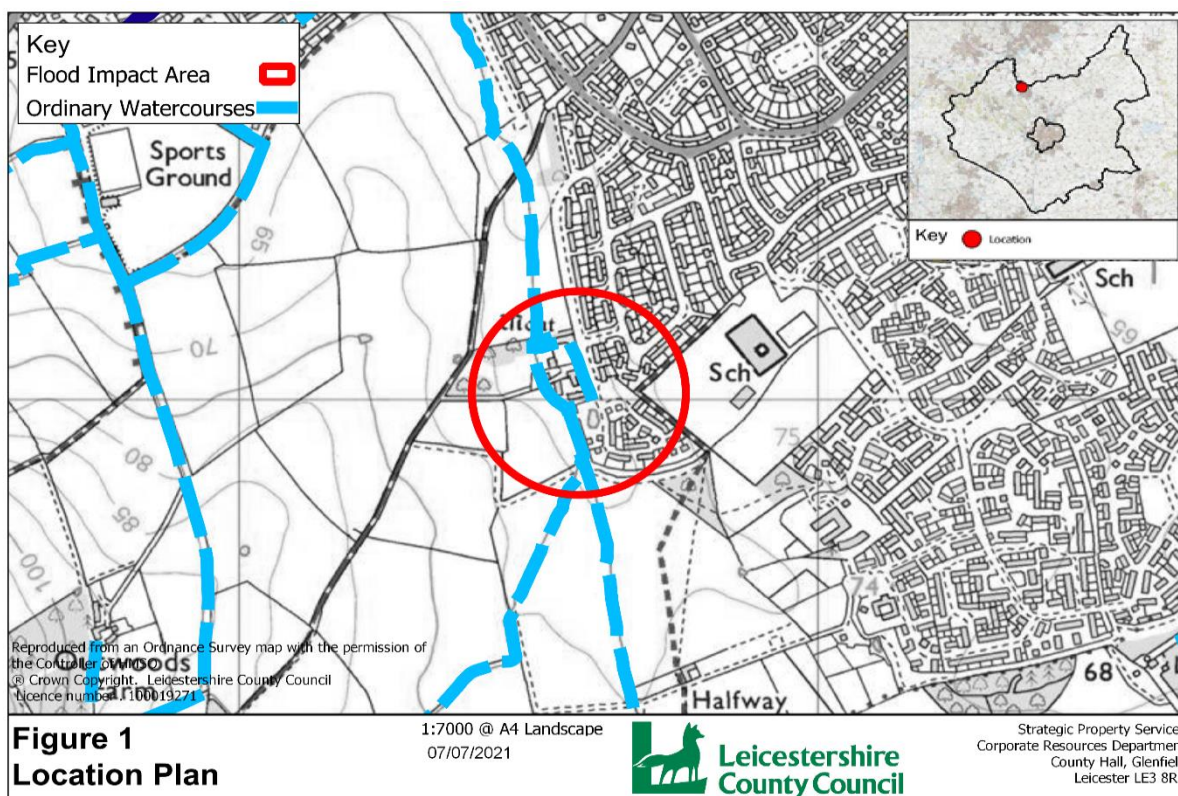 Key
Flood Impact Area
Ordinary Watercourses
Sports
Ground
65
70
80
85
100
Sch
75
Sch
65
74
68
Halfway
Key
Location
Reproduced from an Ordnance Survey map with the permission of
the Controller of HMSO.
© Crown Copyright. Leicestershire County Council
Licence number: 100019271
Figure 1
Location Plan
1:7000 @ A4 Landscape
07/07/2021
Leicestershire
County Council
Strategic Property Service
Corporate Resources Departmen
County Hall, Glenfiel
Leicester LE3 8R